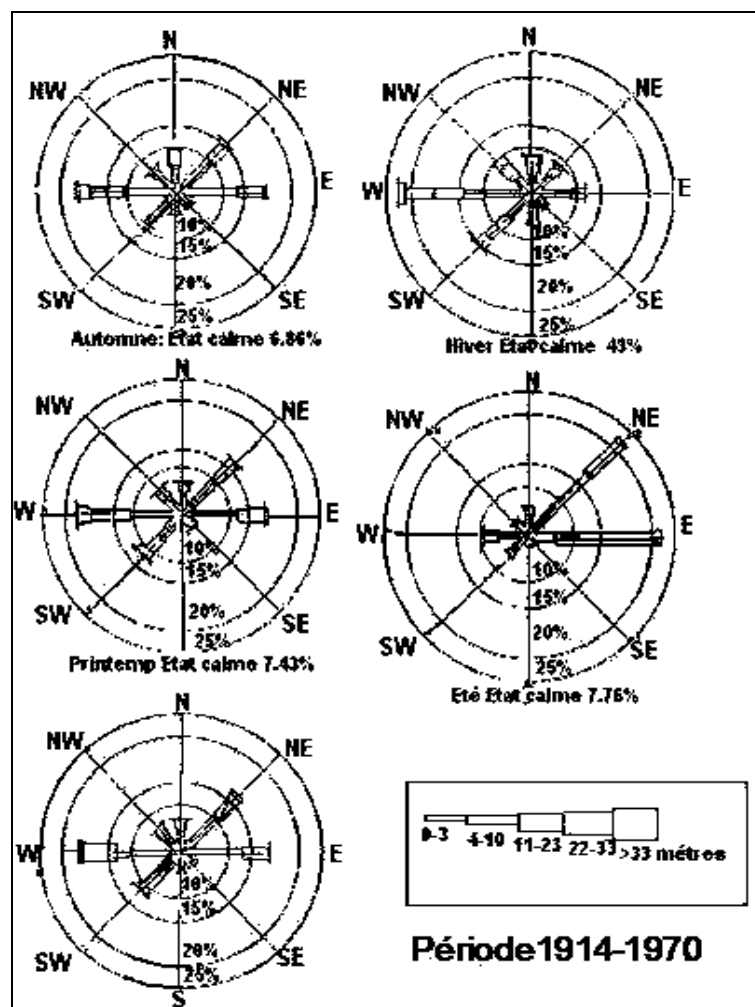 N
N
NW
NE
NW
NE
W
E
W
E
10%
15%
20%
25%
10%
15%
20%
25%
SW
SE
SW
SE
Automne: Etat calme 6.86%
Hiver Etat calme 43%
N
N
NW
NE
NW
NE
W
E
W
E
10%
15%
20%
25%
10%
15%
20%
25%
SW
SE
SW
SE
Printemp Etat calme 7.43%
Eté Etat calme 7.76%
N
NW
NE
W
E
10%
15%
20%
25%
SW
SE
S
0-3 4-10 11-23 22-33 >33 métres
Période1914-1970